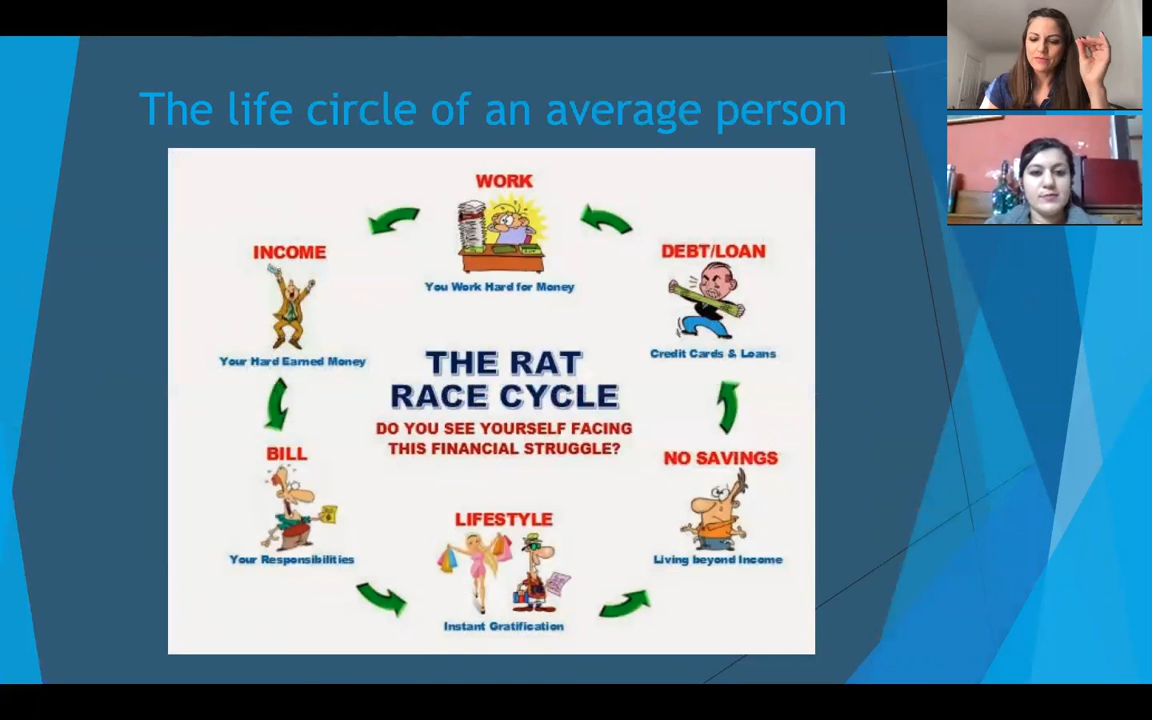 The life circle of an average person
WORK
You Work Hard for Money
INCOME
Your Hard Earned Money
BILL
Your Responsibilities
LIFESTYLE
Instant Gratification
NO SAVINGS
Living beyond Income
DEBT/LOAN
Credit Cards & Loans
THE RAT
RACE CYCLE
DO YOU SEE YOURSELF FACING
THIS FINANCIAL STRUGGLE?